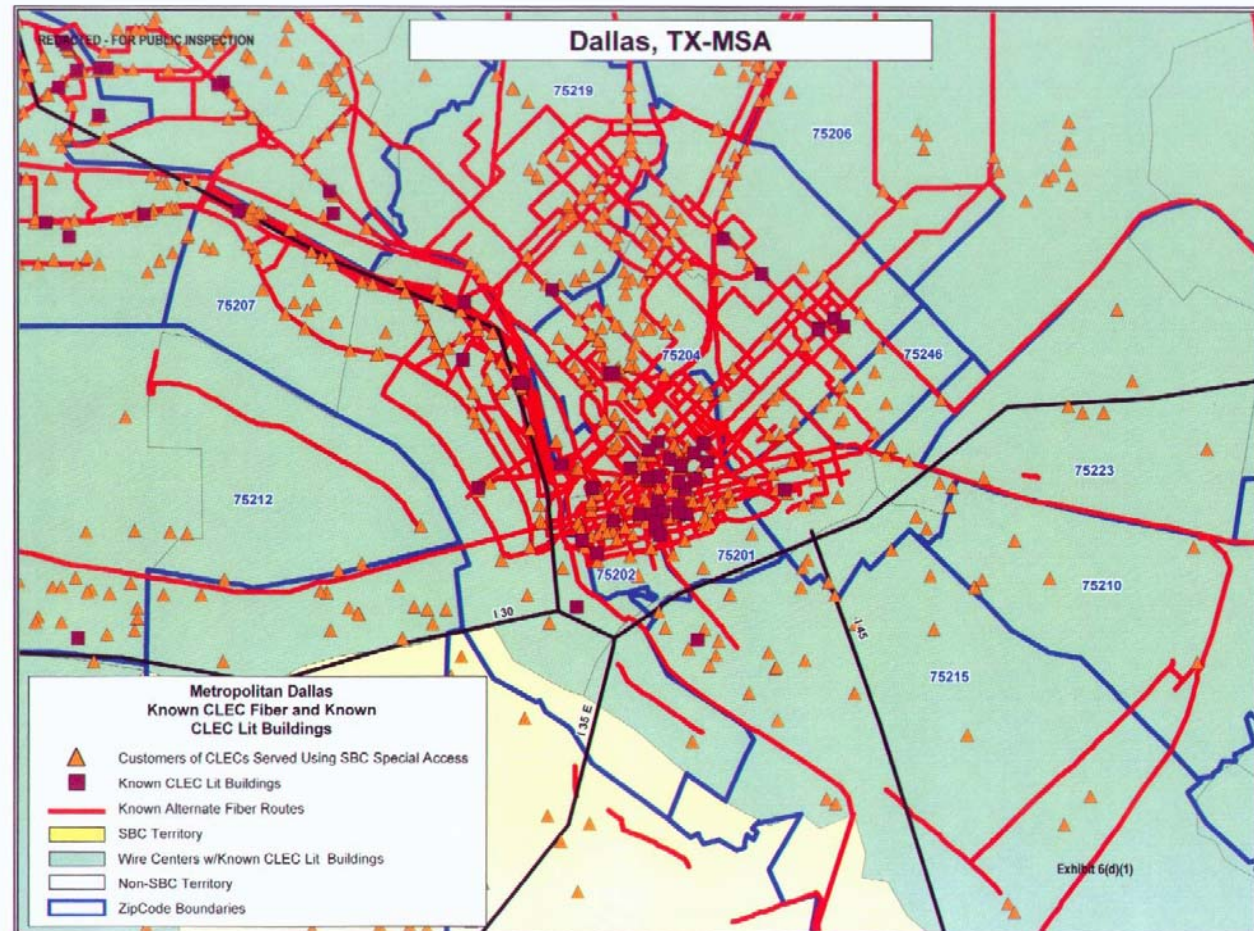 REDACTED - FOR PUBLIC INSPECTION
Dallas, TX-MSA
75219
75206
75207
75204
75246
75212
75223
75201
75202
75210
I 30
I 45
75215
I 35 E
Metropolitan Dallas
Known CLEC Fiber and Known
CLEC Lit Buildings
Customers of CLECs Served Using SBC Special Access
Known CLEC Lit Buildings
Known Alternate Fiber Routes
SBC Territory
Wire Centers w/Known CLEC Lit Buildings
Non-SBC Territory
ZipCode Boundaries
Exhibit 6(d)(1)